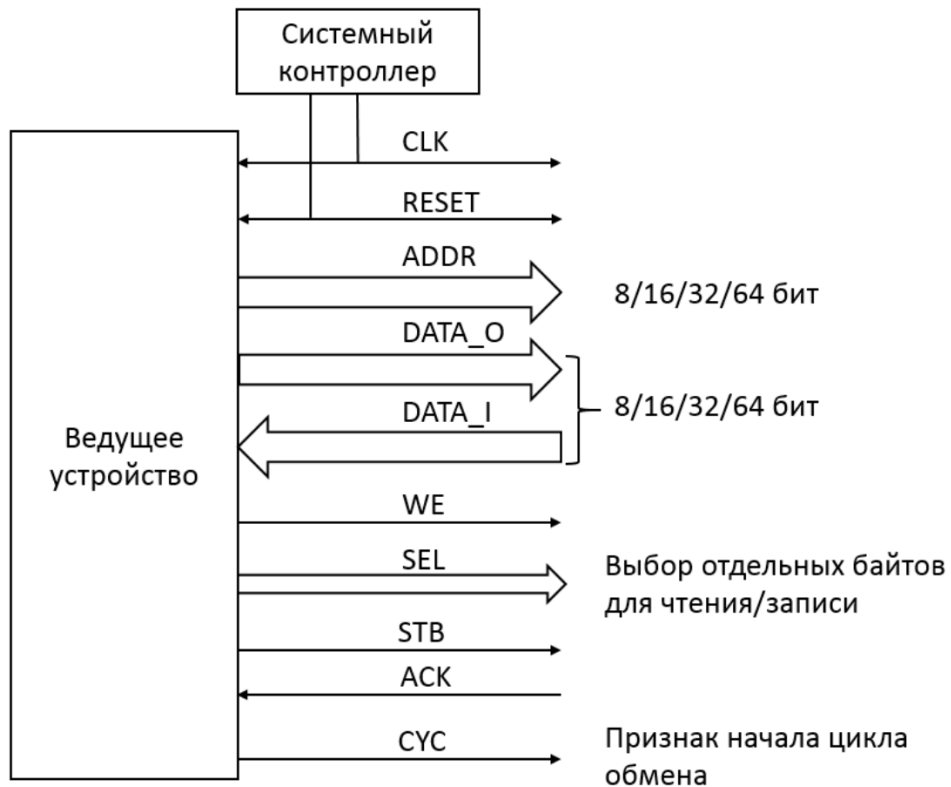 Системный
контроллер
CLK
RESET
ADDR
8/16/32/64 бит
DATA_O
DATA_I
8/16/32/64 бит
Ведущее
устройство
WE
SEL
Выбор отдельных байтов
для чтения/записи
STB
ACK
CYC
Признак начала цикла
обмена